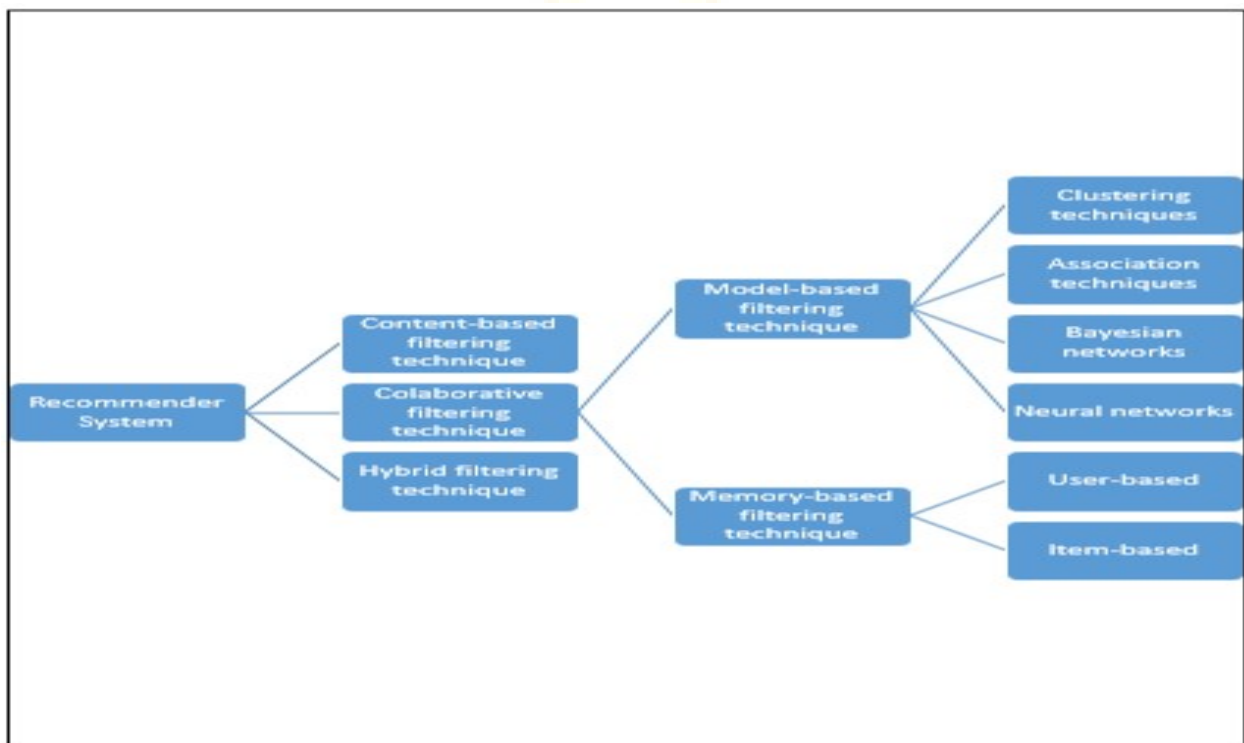 Recommender
System
Content-based
filtering
technique
Colaborative
filtering
technique
Hybrid filtering
technique
Model-based
filtering
technique
Memory-based
filtering
technique
Clustering
techniques
Association
techniques
Bayesian
networks
Neural networks
User-based
Item-based